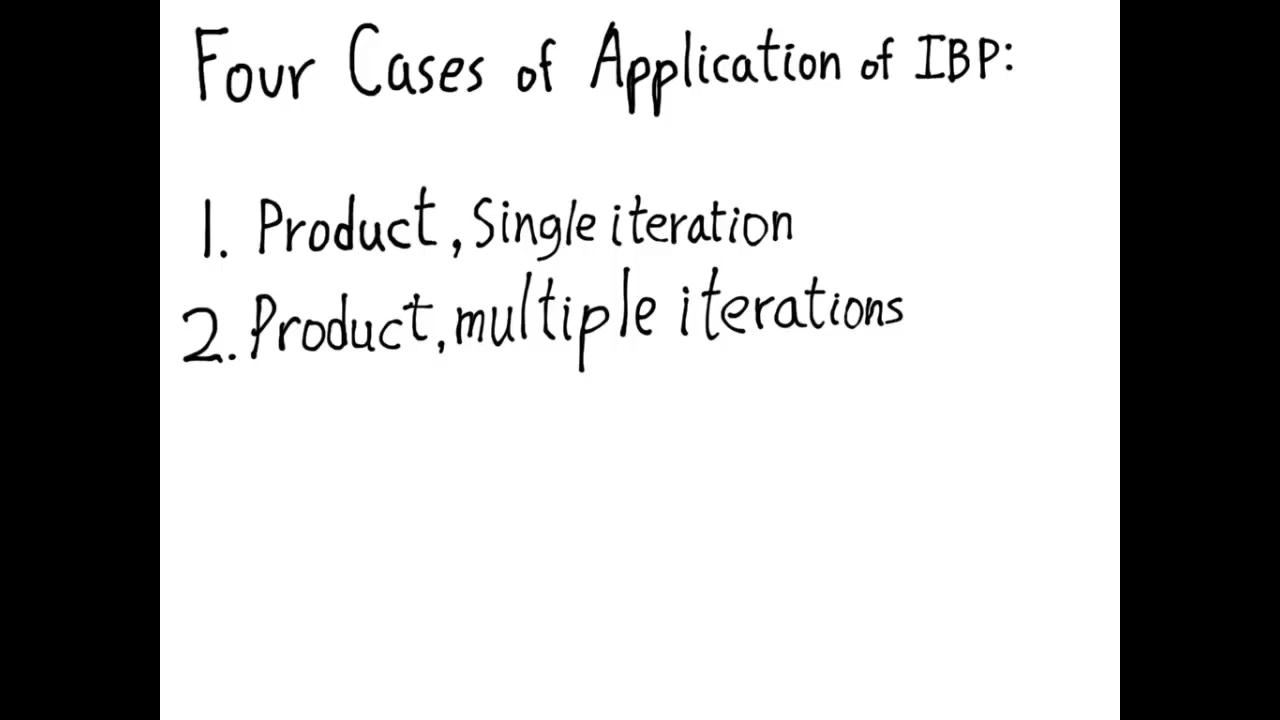 Four Cases of Application of IBP:
1. Product, Single iteration
2. Product, multiple iterations